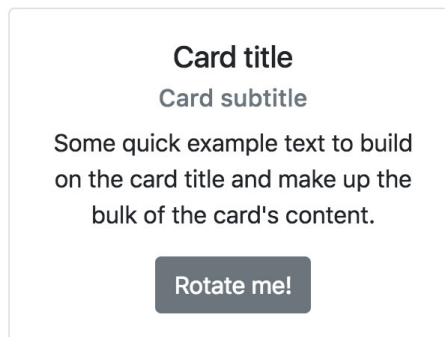 Card title
Card subtitle
Some quick example text to build
on the card title and make up the
bulk of the card's content.
Rotate me!